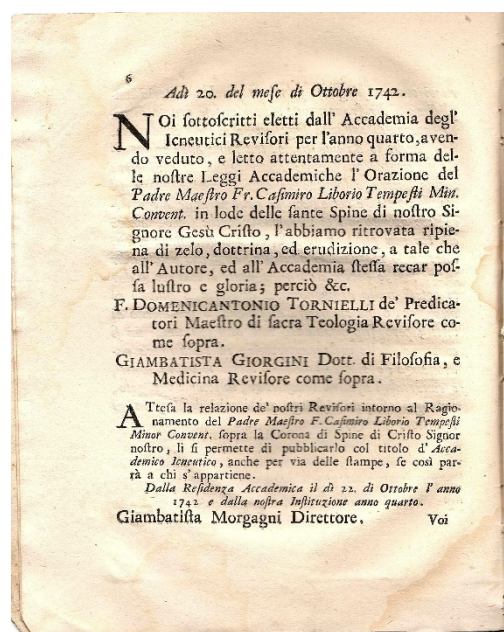 6
Adì 20. del meſe di Ottobre 1742.
NOi ſottoſcritti eletti dall' Accademia degl'
Icneutici Reviſori per l'anno quarto, aven-
do veduto, e letto attentamente a forma del-
le noſtre Leggi Accademiche l'Orazione del
Padre Maeſtro Fr. Caſimiro Liborio Tempeſti Min.
Convent. in lode delle ſante Spine di noſtro Si-
gnore Gesù Criſto, l'abbiamo ritrovata ripie-
na di zelo, dottrina, ed erudizione, a tale che
all' Autore, ed all' Accademia ſteſſa recar poſ-
ſa luſtro e gloria; perciò &c.
F. DOMENICANTONIO TORNIELLI de' Predica-
tori Maeſtro di ſacra Teologia Reviſore co-
me ſopra.
GIAMBATISTA GIORGINI Dott. di Filoſofia, e
Medicina Reviſore come ſopra.
ATteſa la relazione de' noſtri Reviſori intorno al Ragio-
namento del Padre Maeſtro F. Caſimiro Liborio Tempeſti
Minor Convent. ſopra la Corona di Spine di Criſto Signor
noſtro, li ſi permette di pubblicarlo col titolo d' Acca-
demico Icneutico, anche per via delle ſtampe, ſe così par-
rà a chi s'appartiene.
Dalla Reſidenza Accademica il dì 22. di Ottobre l' anno
1742 e dalla noſtra Inſtituzione anno quarto.
Giambatiſta Morgagni Direttore.
Voi